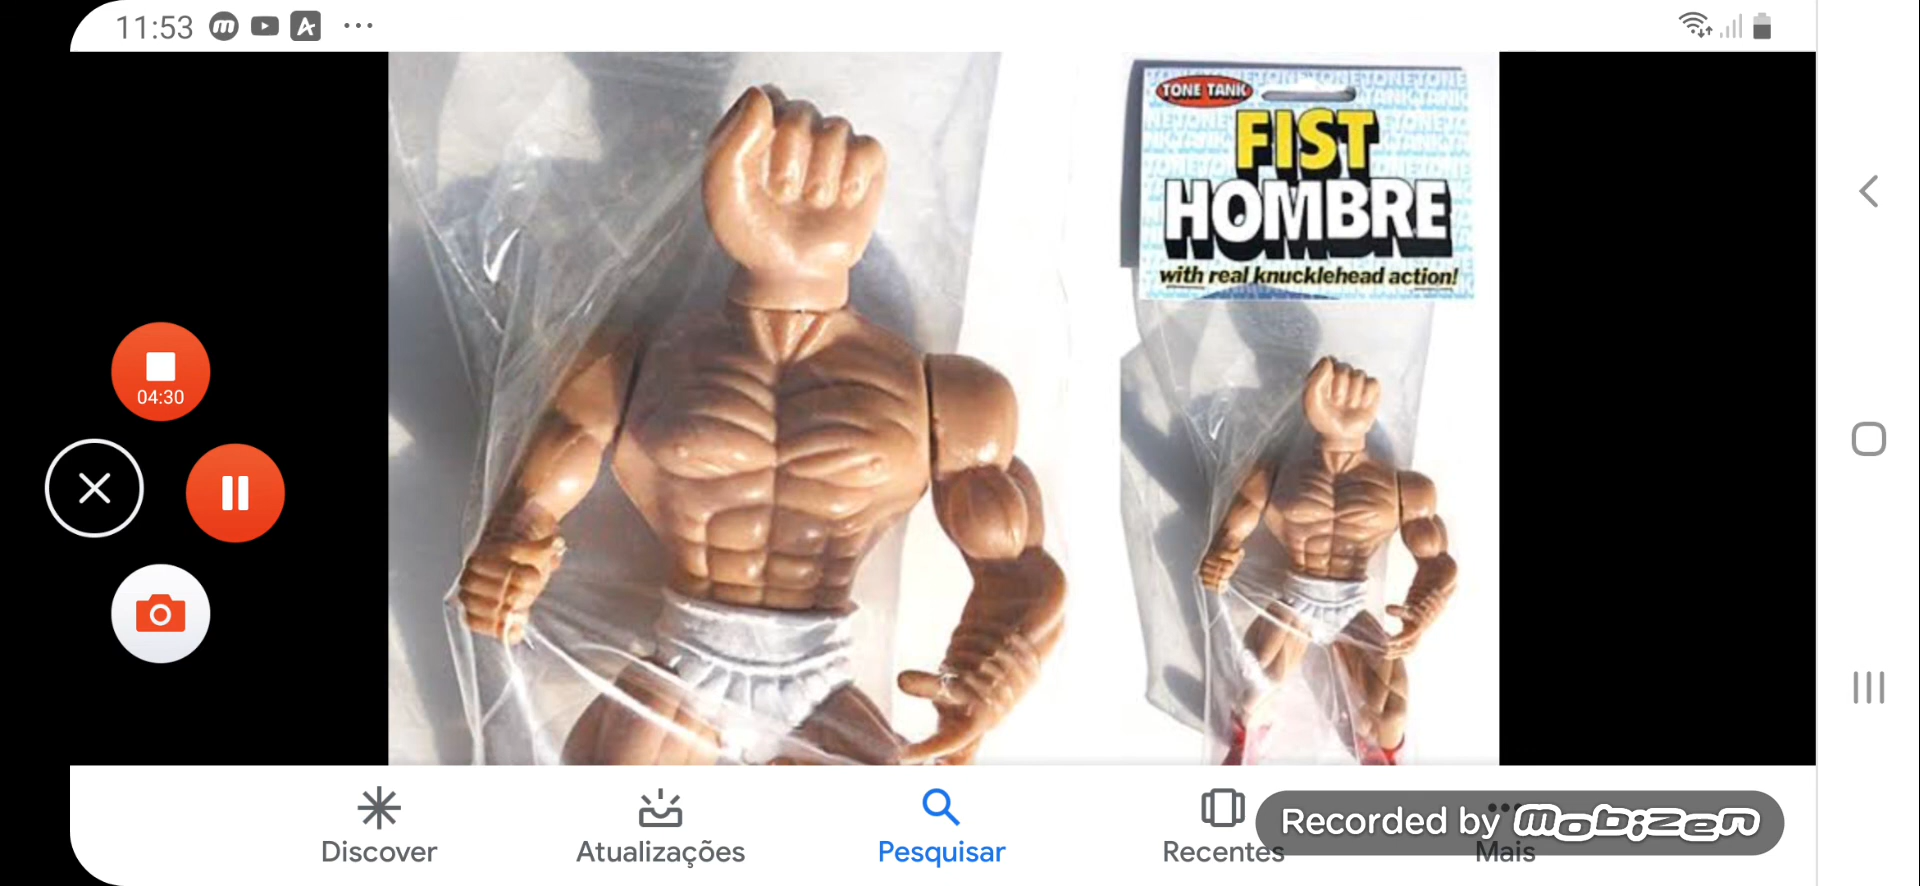 11:53
TONE TANK
FIST
HOMBRE
with real knucklehead action!
04:30
Discover
Atualizações
Pesquisar
Recentes
Mais
Recorded by mobizen